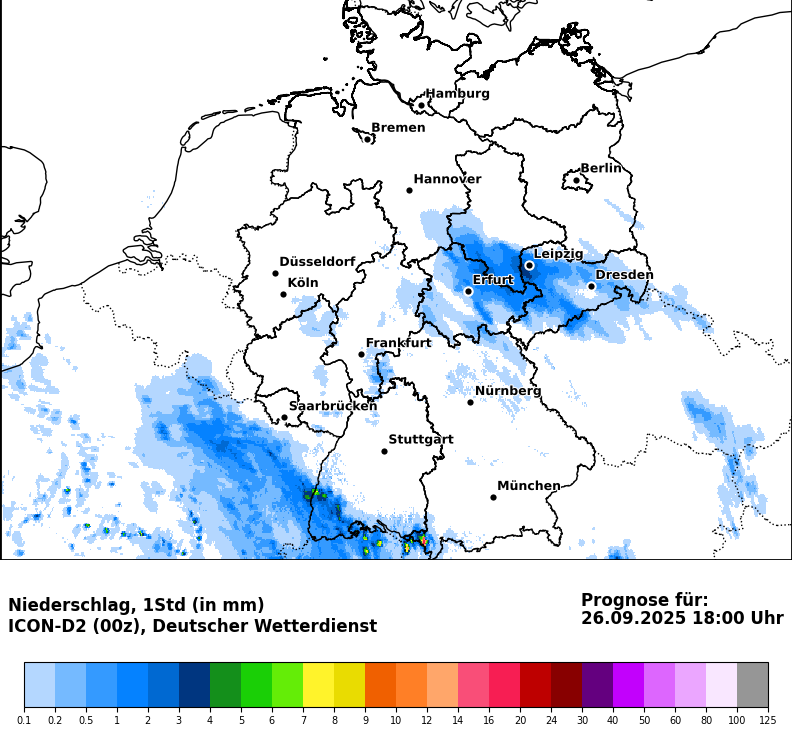 Hamburg
Bremen
Berlin
Hannover
Leipzig
Düsseldorf
Dresden
Köln
Erfurt
Frankfurt
Nürnberg
Saarbrücken
Stuttgart
München
Niederschlag, 1Std (in mm)
ICON-D2 (00z), Deutscher Wetterdienst
Prognose für:
26.09.2025 18:00 Uhr
0.1 0.2 0.5 1 2 3 4 5 6 7 8 9 10 12 14 16 20 24 30 40 50 60 80 100 125